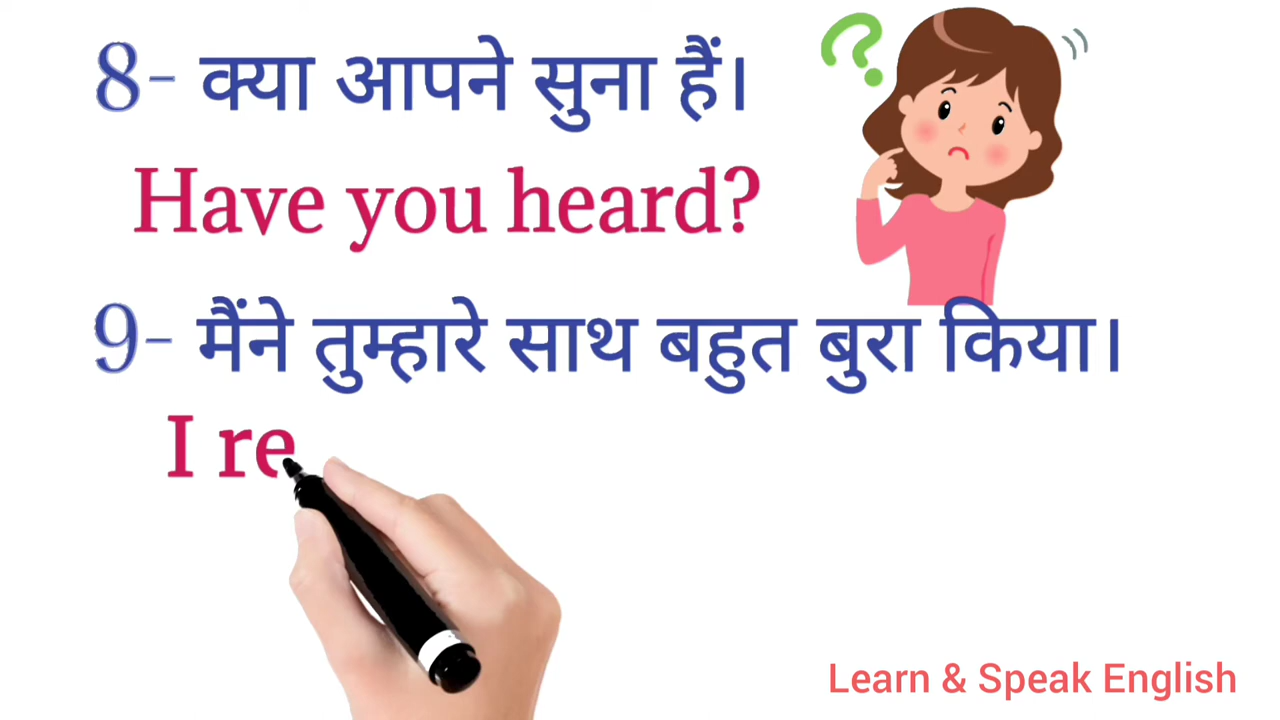 8- क्या आपने सुना हैं।
Have you heard?
9- मैंने तुम्हारे साथ बहुत बुरा किया।
I re
Learn & Speak English